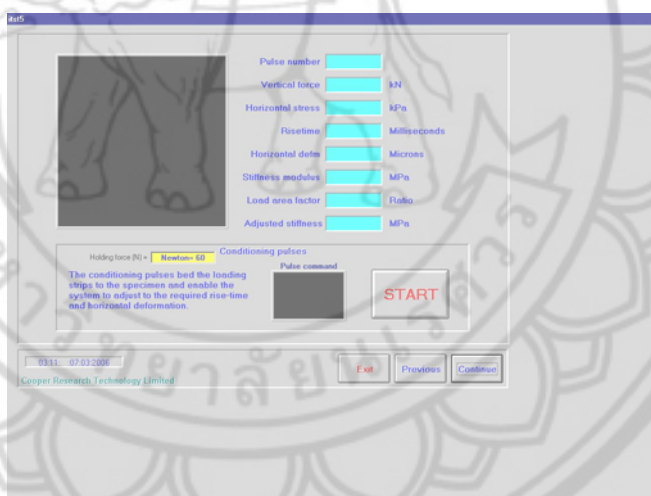 Pulse number
Vertical force kN
Horizontal stress kPa
Risetime Milliseconds
Horizontal defm Microns
Stiffness modulus MPa
Load area factor Ratio
Adjusted stiffness MPa
Holding force (N) = Newton= 60 Conditioning pulses
Pulse command
The conditioning pulses bed the loading
strips to the specimen and enable the
system to adjust to the required rise-time
and horizontal deformation.
START
07.03.2006
Exit Previous Continue
Cooper Research Technology Limited